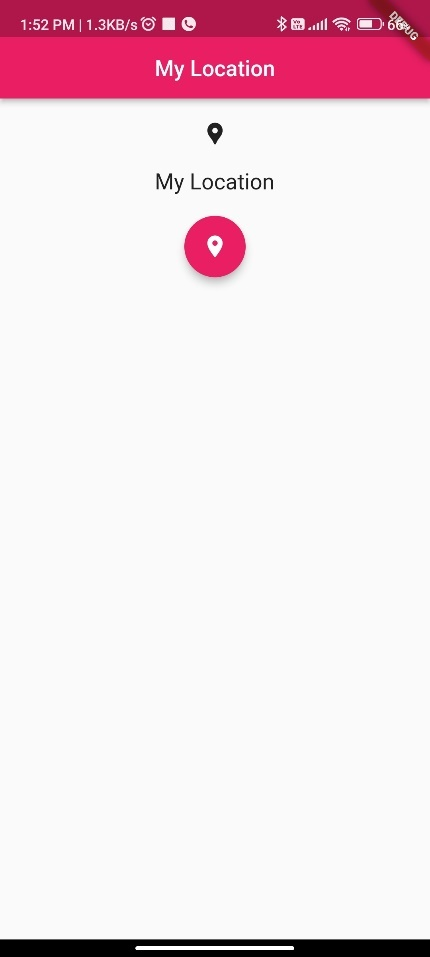 1:52 PM | 1.3KB/s
DEBUG
My Location
My Location